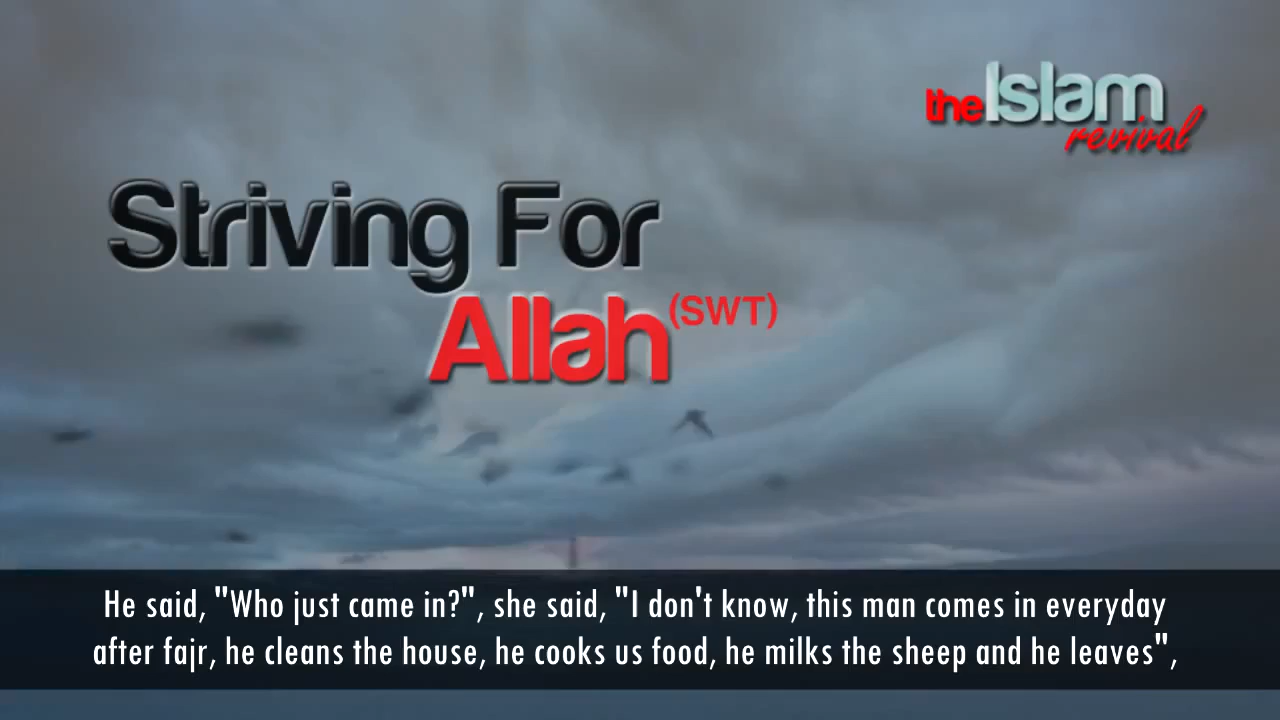 the Islam
revival
Striving For
Allah (SWT)
He said, "Who just came in?", she said, "I don't know, this man comes in everyday
after fajr, he cleans the house, he cooks us food, he milks the sheep and he leaves",